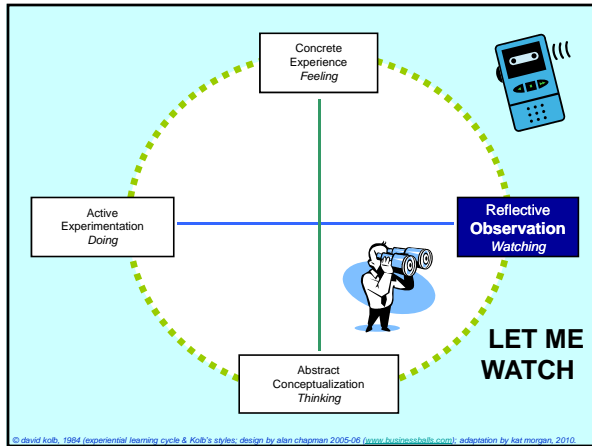 Concrete
Experience
Feeling
Active
Experimentation
Doing
Reflective
Observation
Watching
LET ME
WATCH
Abstract
Conceptualization
Thinking
© david kolb, 1984 (experiential learning cycle & Kolb's styles; design by alan chapman 2005-06 (www.businessballs.com); adaptation by kat morgan, 2010.